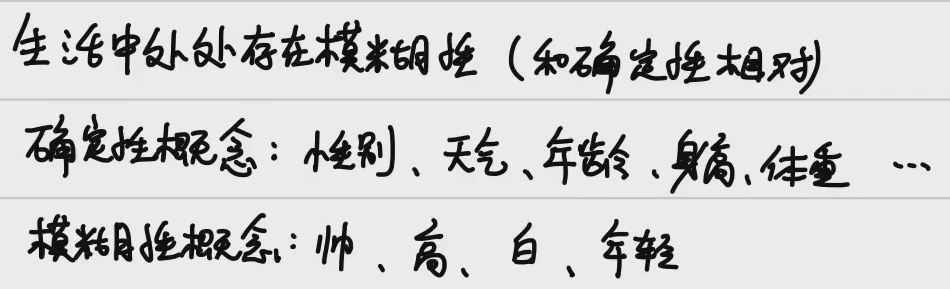 生活中处处存在模糊性（和确定性相对）
确定性概念：性别、天气、年龄、身高、体重 …
模糊性概念：帅、高、白、年轻